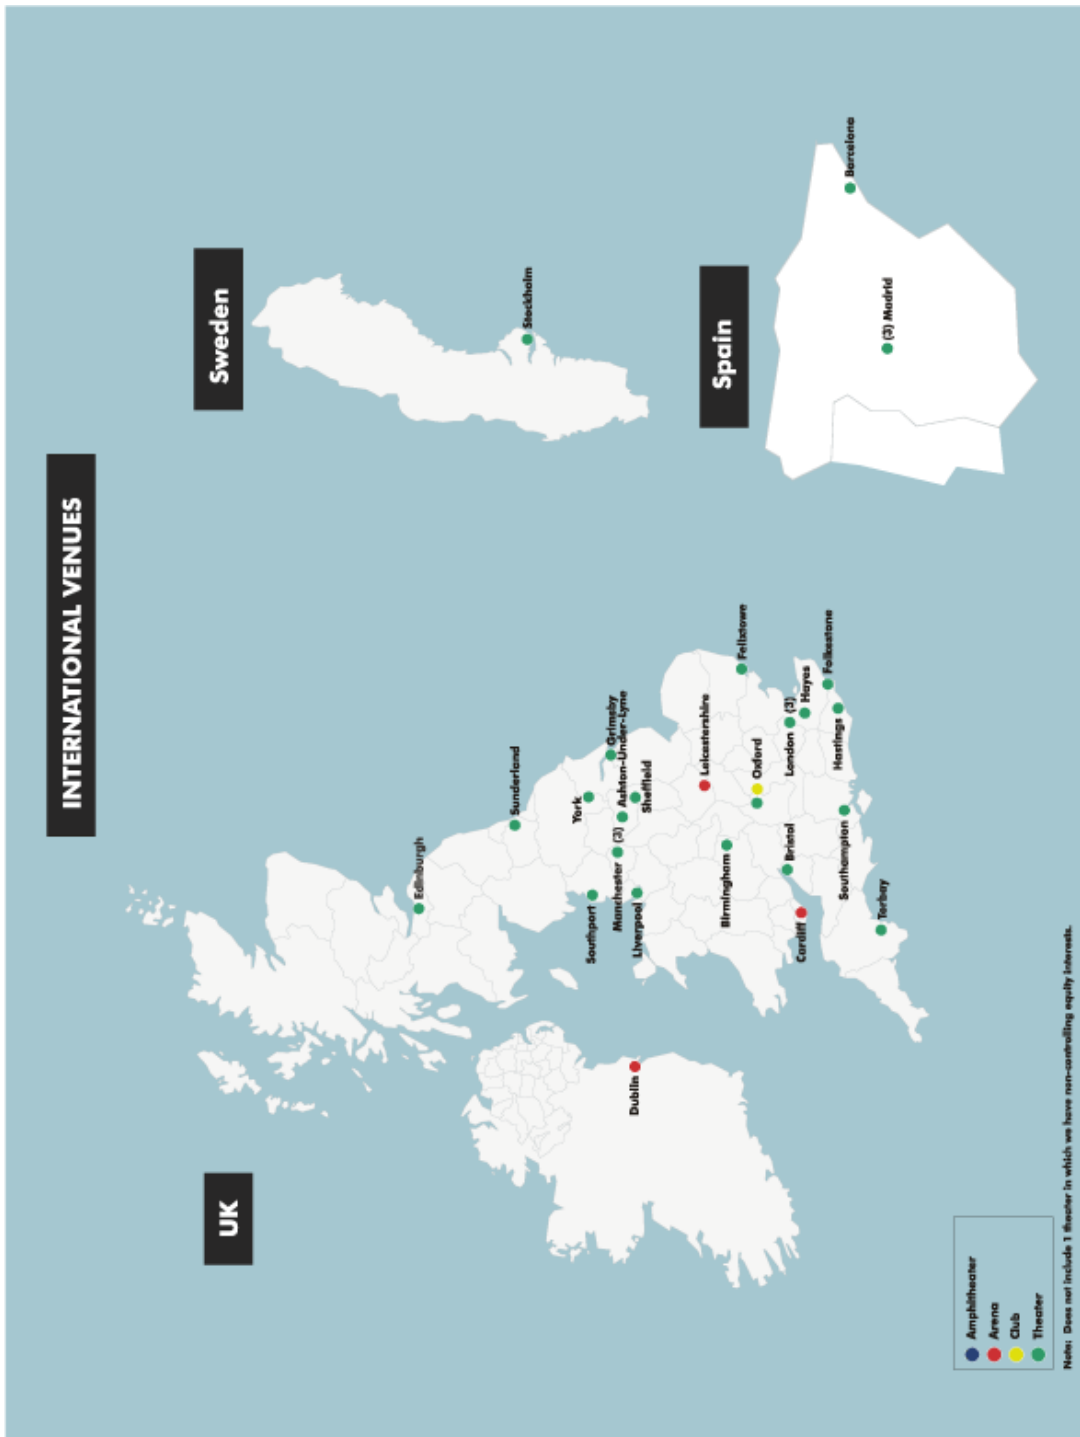 INTERNATIONAL VENUES
UK
Sweden
Spain
Edinburgh
Sunderland
York
Grimsby
Ashton-Under-Lyne
Sheffield
Southport
Manchester (3)
Liverpool
Leicestershire
Birmingham
Oxford
Felixtowe
London (3)
Hayes
Folkestone
Hastings
Bristol
Cardiff
Southampton
Torbay
Dublin
Stockholm
Barcelona
(3) Madrid
Amphitheater
Arena
Club
Theater
Note: Does not include 1 theater in which we have non-controlling equity interests.